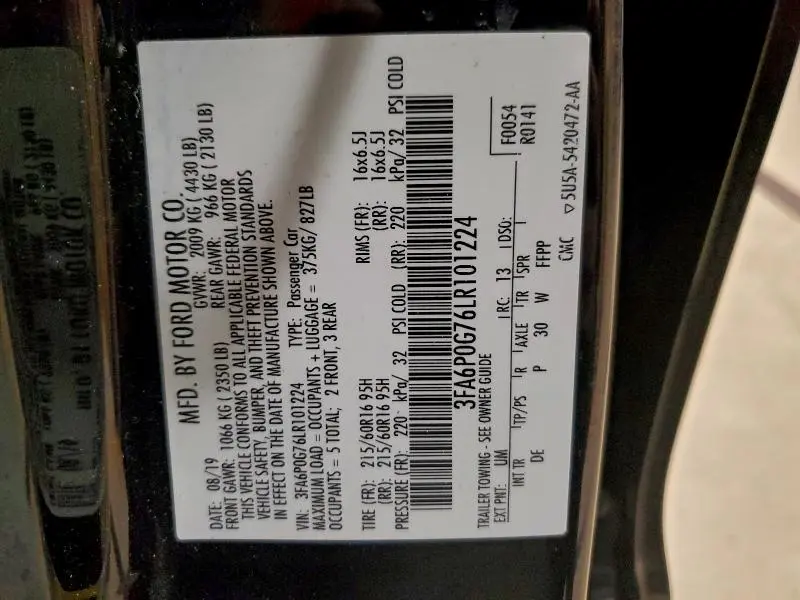 MFD. BY FORD MOTOR CO.
DATE: 08/19 GVWR: 2009 KG ( 4430 LB)
FRONT GAWR: 1066 KG ( 2350 LB) REAR GAWR: 966 KG ( 2130 LB)
THIS VEHICLE CONFORMS TO ALL APPLICABLE FEDERAL MOTOR
VEHICLE SAFETY, BUMPER, AND THEFT PREVENTION STANDARDS
IN EFFECT ON THE DATE OF MANUFACTURE SHOWN ABOVE.
VIN: 3FA6P0G76LR101224 TYPE: Passenger Car
MAXIMUM LOAD = OCCUPANTS + LUGGAGE = 375KG/ 827LB
OCCUPANTS = 5 TOTAL; 2 FRONT, 3 REAR
TIRE (FR): 215/60R16 95H RIMS (FR): 16x6.5J
(RR): 215/60R16 95H (RR): 16x6.5J
PRESSURE (FR): 220 kPa/ 32 PSI COLD (RR): 220 kPa/ 32 PSI COLD
3FA6P0G76LR101224
TRAILER TOWING - SEE OWNER GUIDE
F0054
R0141
EXT PNT: UM RC: 13 DSO:
INT TR TP/PS R AXLE TR SPR
DE P 30 W FFPP
CMC ▽5U5A-5420472-AA